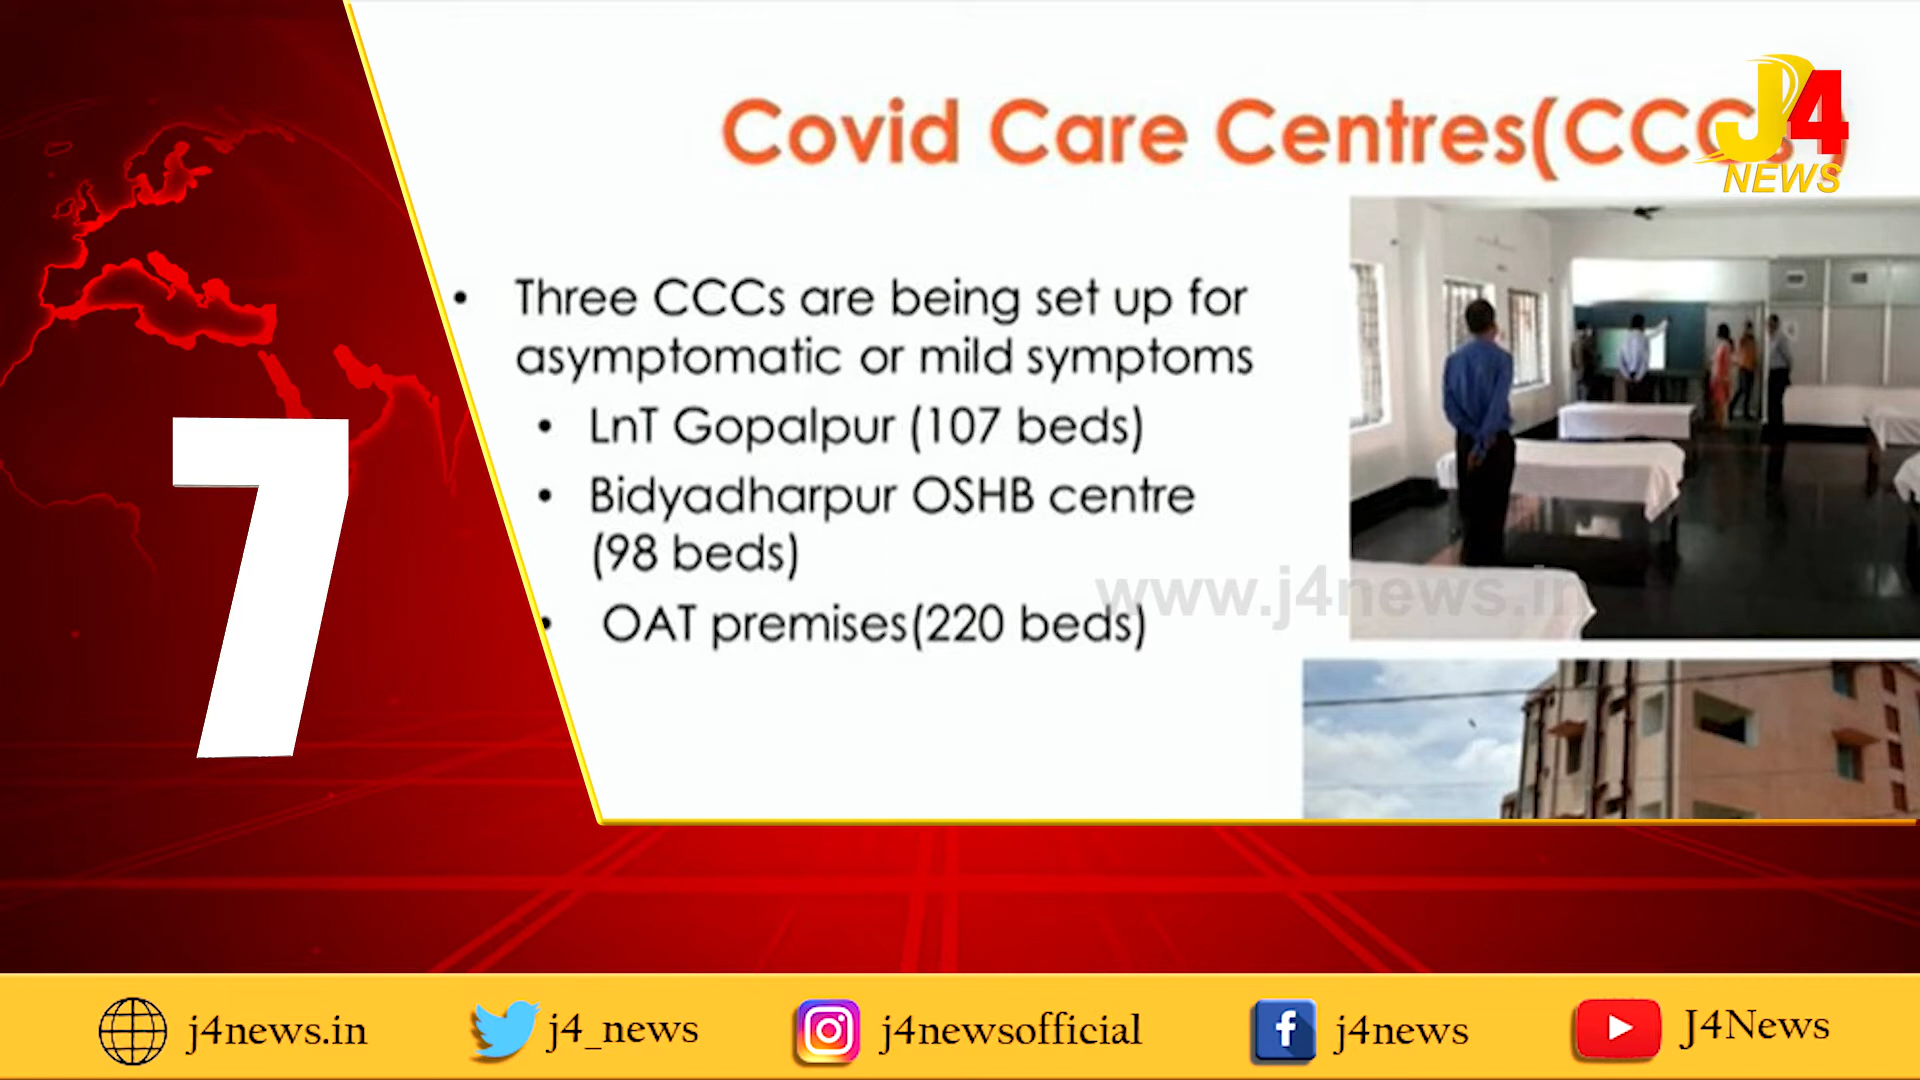 Covid Care Centres(CCCs)
J4
NEWS
• Three CCCs are being set up for
asymptomatic or mild symptoms
• LnT Gopalpur (107 beds)
• Bidyadharpur OSHB centre
(98 beds)
• OAT premises(220 beds)
www.j4news.in
7
j4news.in
j4_news
j4newsofficial
j4news
J4News